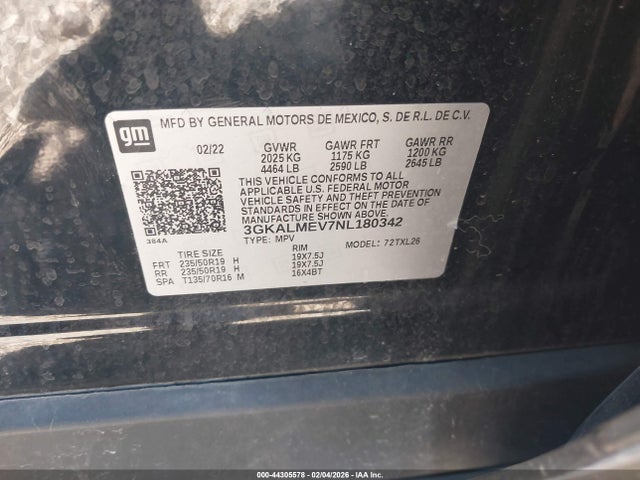 gm
MFD BY GENERAL MOTORS DE MEXICO, S. DE R.L. DE C.V.
02/22 GVWR GAWR FRT GAWR RR
2025 KG 1175 KG 1200 KG
4464 LB 2590 LB 2645 LB
THIS VEHICLE CONFORMS TO ALL
APPLICABLE U.S. FEDERAL MOTOR
VEHICLE SAFETY AND THEFT PREVENTION
STANDARDS IN EFFECT ON THE DATE OF
MANUFACTURE SHOWN ABOVE.
3GKALMEV7NL180342
384A
TYPE: MPV MODEL: 72TXL26
TIRE SIZE RIM
FRT 235/50R19 H 19X7.5J
RR 235/50R19 H 19X7.5J
SPA T135/70R16 M 16X4BT
000-44305578 - 02/04/2026 - IAAI.COM